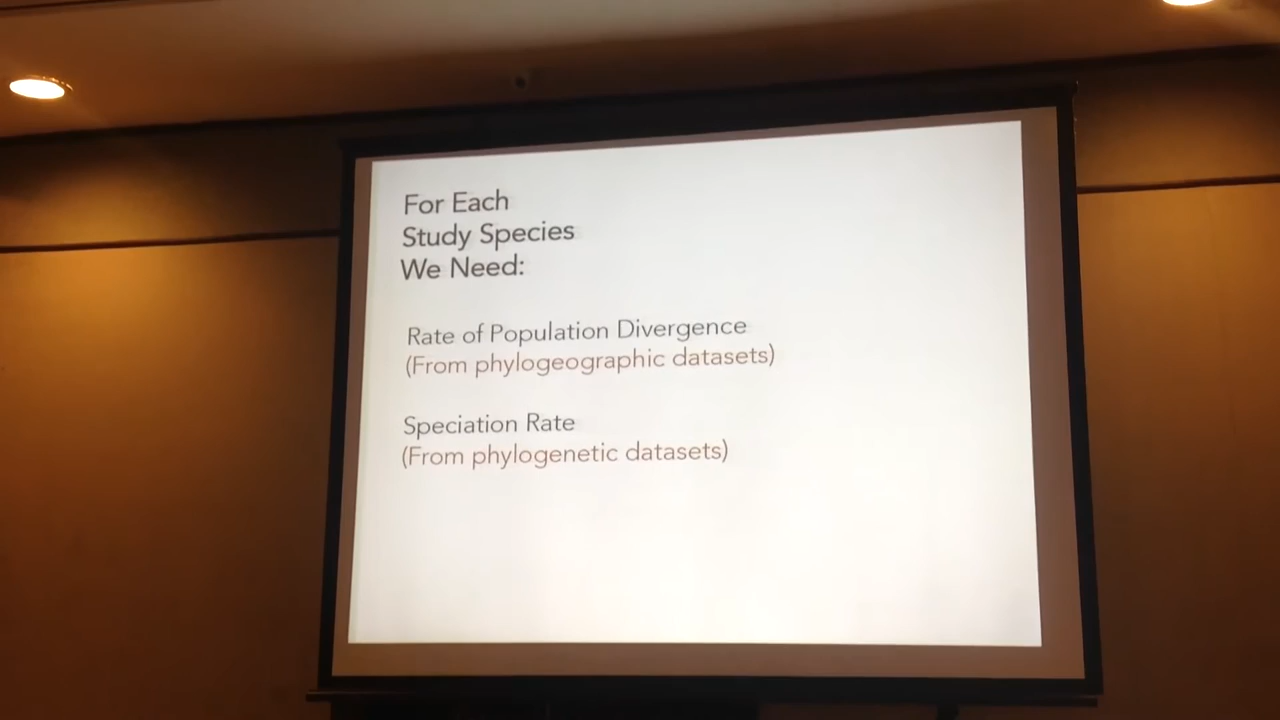 For Each
Study Species
We Need:
Rate of Population Divergence
(From phylogeographic datasets)
Speciation Rate
(From phylogenetic datasets)